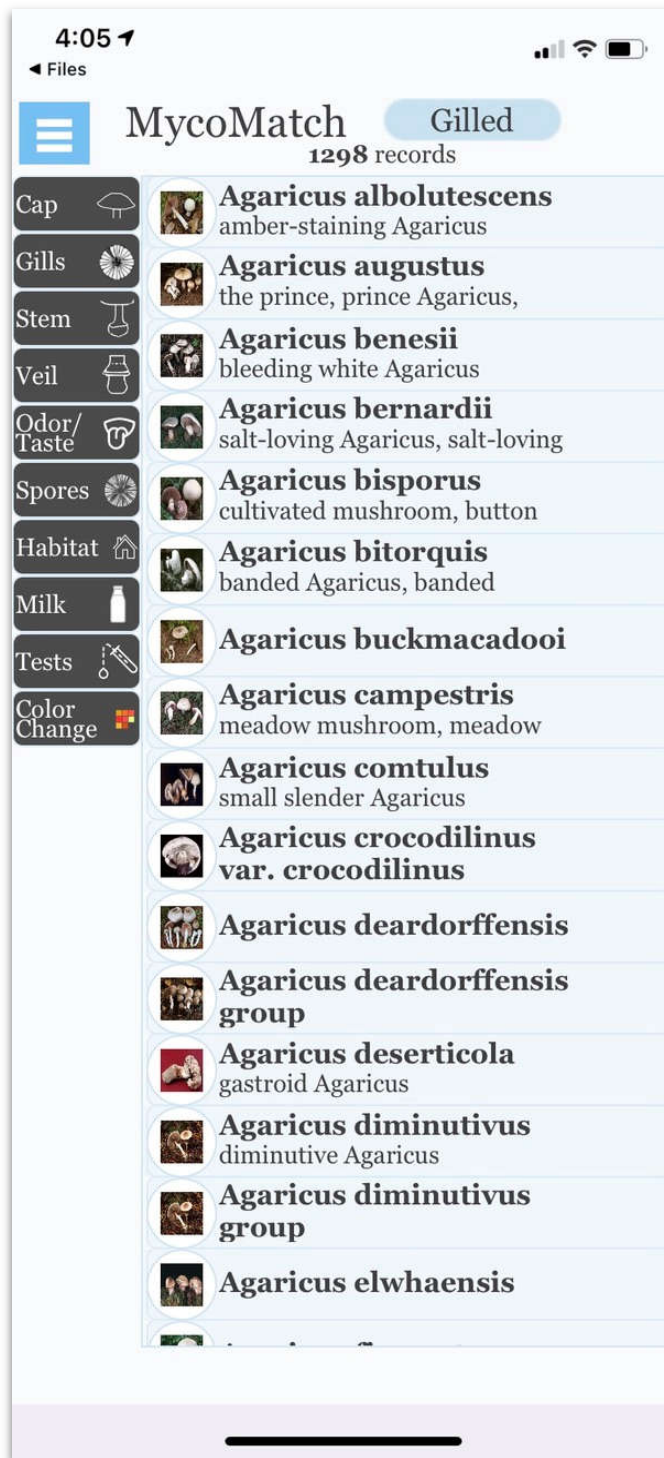 4:05
◄ Files
MycoMatch
Gilled
1298 records
Cap
Gills
Stem
Veil
Odor/
Taste
Spores
Habitat
Milk
Tests
Color
Change
Agaricus albolutescens
amber-staining Agaricus
Agaricus augustus
the prince, prince Agaricus,
Agaricus benesii
bleeding white Agaricus
Agaricus bernardii
salt-loving Agaricus, salt-loving
Agaricus bisporus
cultivated mushroom, button
Agaricus bitorquis
banded Agaricus, banded
Agaricus buckmacadooi
Agaricus campestris
meadow mushroom, meadow
Agaricus comtulus
small slender Agaricus
Agaricus crocodilinus
var. crocodilinus
Agaricus deardorffensis
Agaricus deardorffensis
group
Agaricus deserticola
gastroid Agaricus
Agaricus diminutivus
diminutive Agaricus
Agaricus diminutivus
group
Agaricus elwhaensis